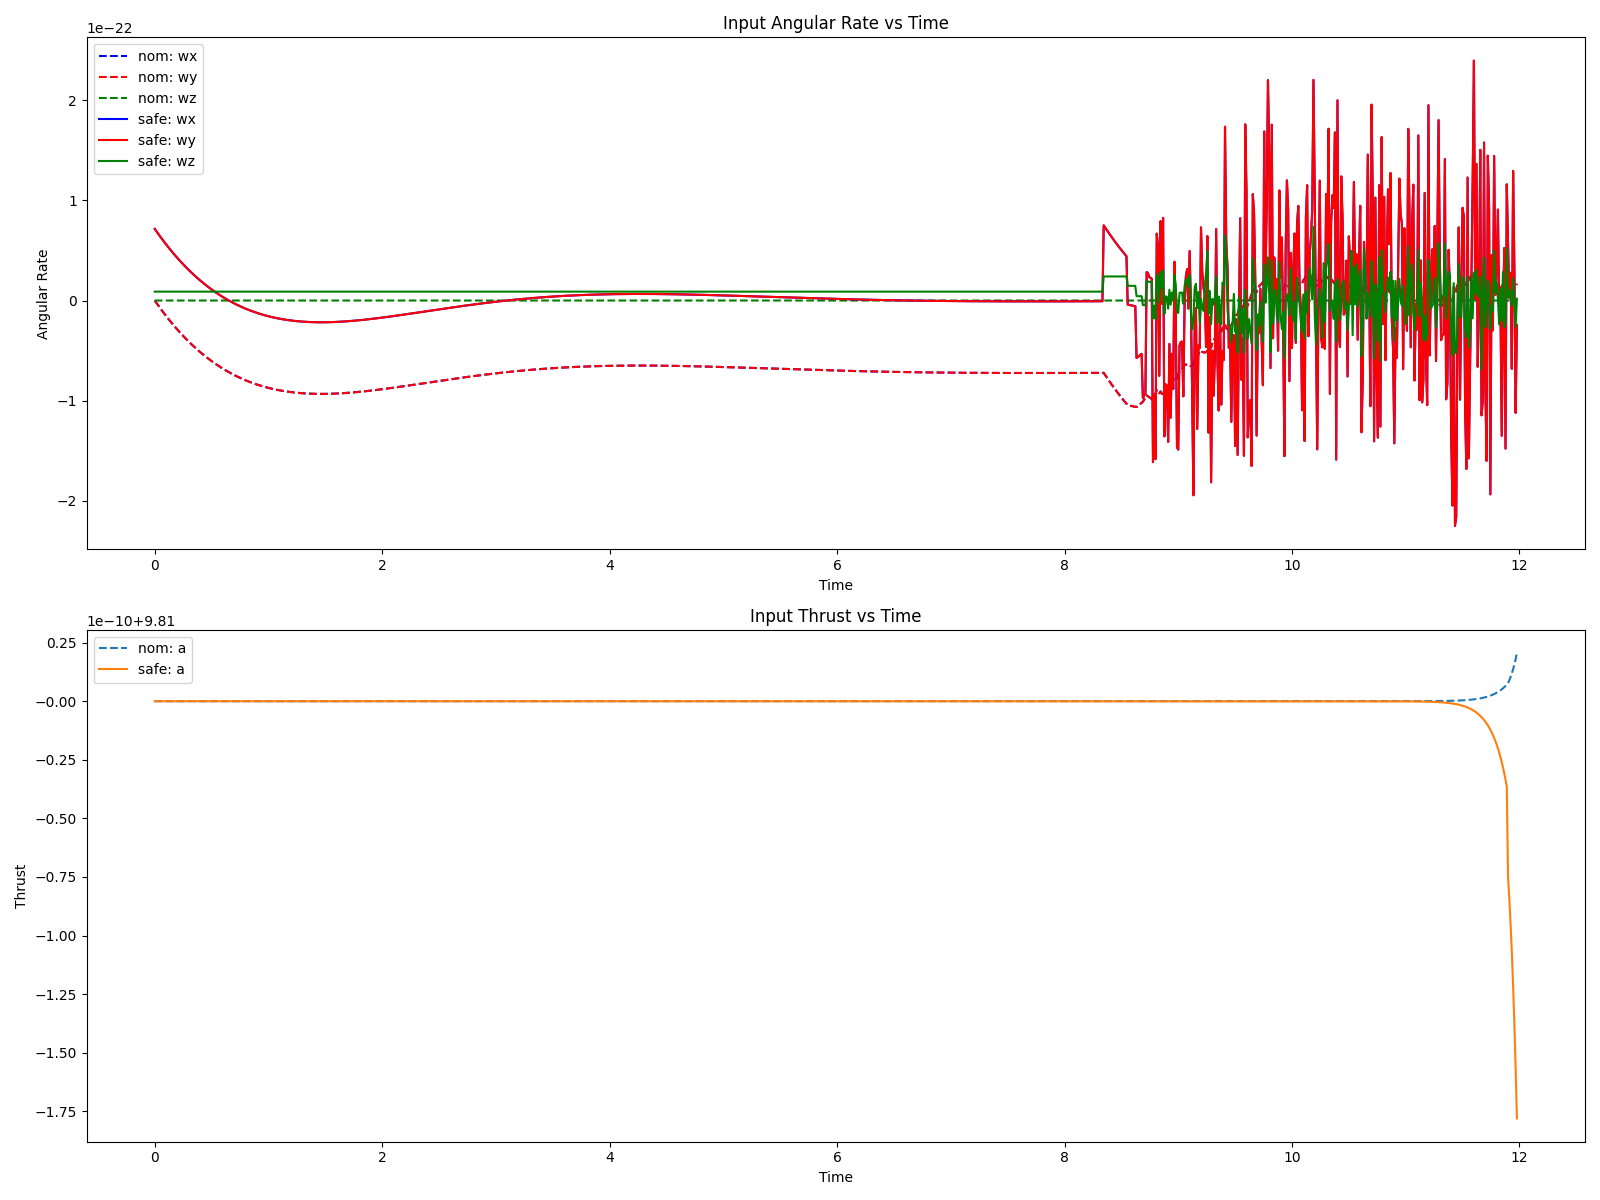 Input Angular Rate vs Time
1e−22
nom: wx
nom: wy
nom: wz
safe: wx
safe: wy
safe: wz
2
1
0
−1
−2
Angular Rate
0 2 4 6 8 10 12
Time
Input Thrust vs Time
1e−10+9.81
nom: a
safe: a
0.25
−0.00
−0.25
−0.50
−0.75
−1.00
−1.25
−1.50
−1.75
Thrust
0 2 4 6 8 10 12
Time